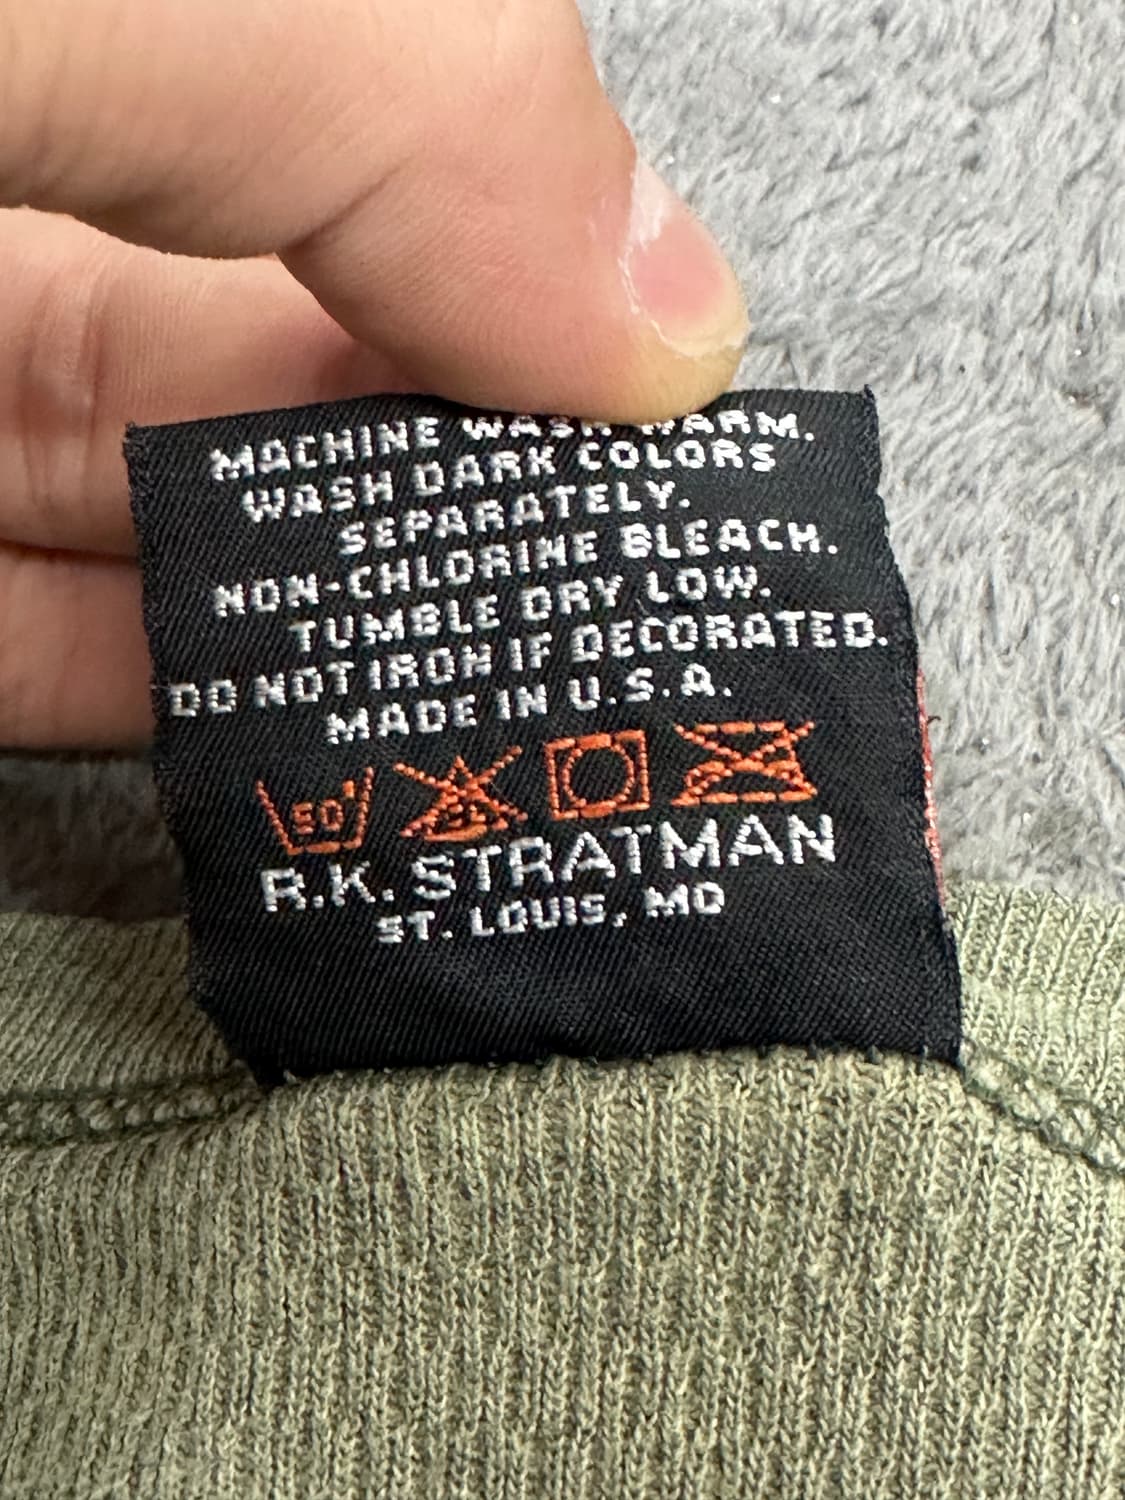 MACHINE WASH WARM.
WASH DARK COLORS
SEPARATELY.
NON-CHLORINE BLEACH.
TUMBLE DRY LOW.
DO NOT IRON IF DECORATED.
MADE IN U.S.A.
50° CL
R.K. STRATMAN
ST. LOUIS, MO